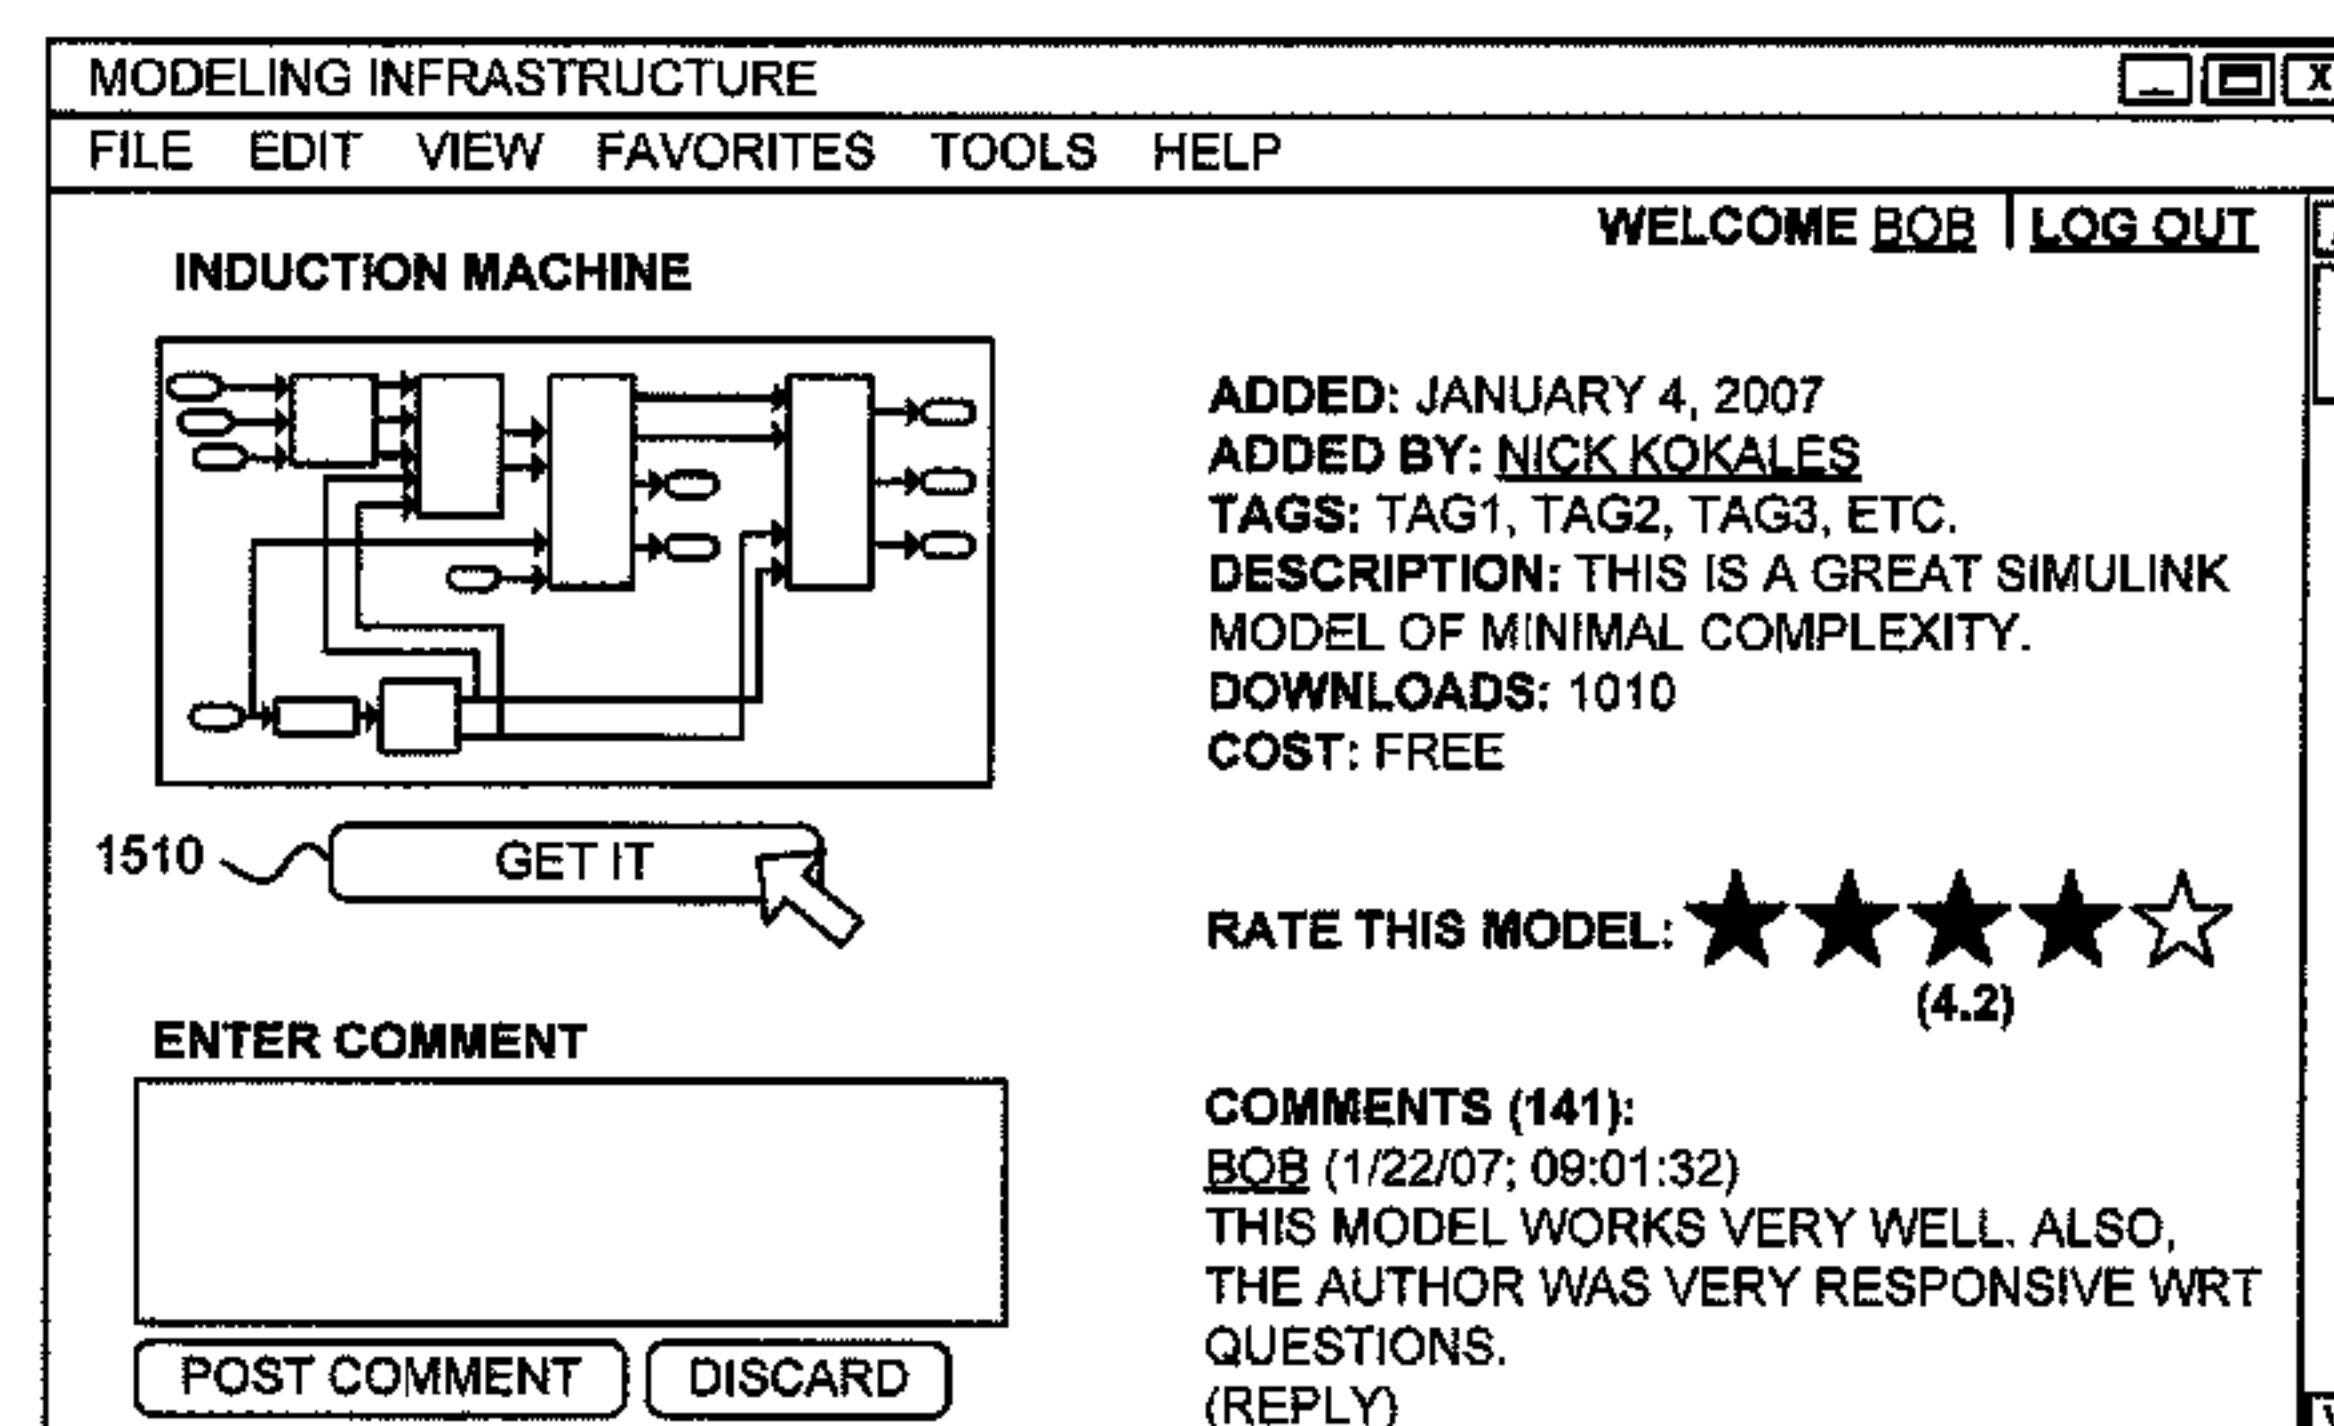 MODELING INFRASTRUCTURE
X
FILE EDIT VIEW FAVORITES TOOLS HELP
WELCOME BOB | LOG OUT
INDUCTION MACHINE
ADDED: JANUARY 4, 2007
ADDED BY: NICK KOKALES
TAGS: TAG1, TAG2, TAG3, ETC.
DESCRIPTION: THIS IS A GREAT SIMULINK
MODEL OF MINIMAL COMPLEXITY.
DOWNLOADS: 1010
COST: FREE
1510
GET IT
RATE THIS MODEL:
(4.2)
ENTER COMMENT
POST COMMENT DISCARD
COMMENTS (141):
BOB (1/22/07; 09:01:32)
THIS MODEL WORKS VERY WELL. ALSO,
THE AUTHOR WAS VERY RESPONSIVE WRT
QUESTIONS.
(REPLY)